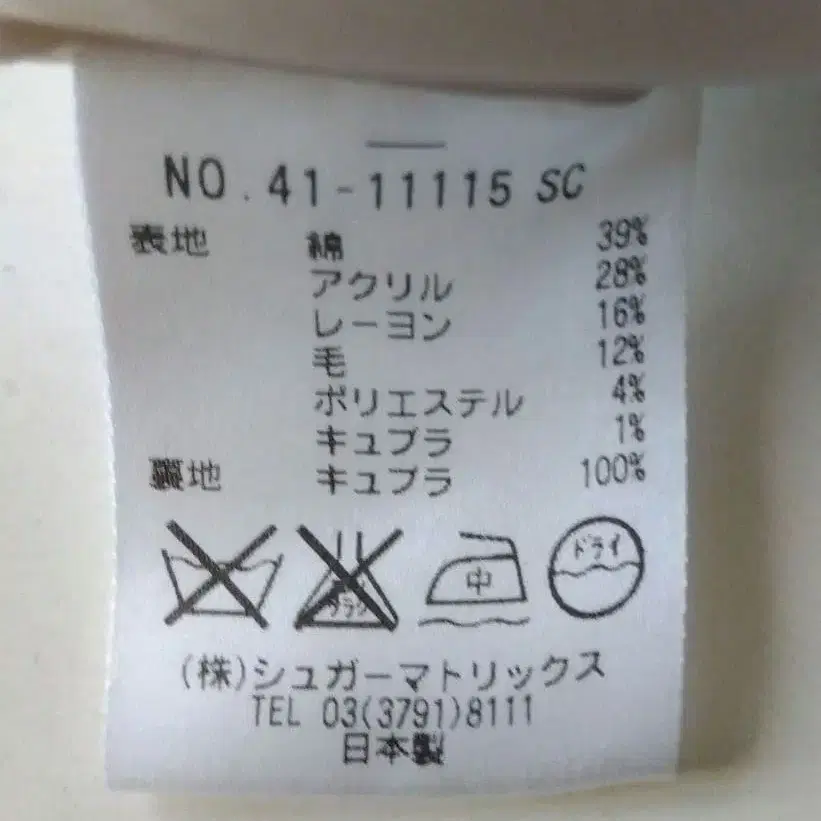 NO.41-11115 SC
表地 綿 39%
アクリル 28%
レーヨン 16%
毛 12%
ポリエステル 4%
キュプラ 1%
裏地 キュプラ 100%
中 ドライ
(株)シュガーマトリックス
TEL 03(3791)8111
日本製